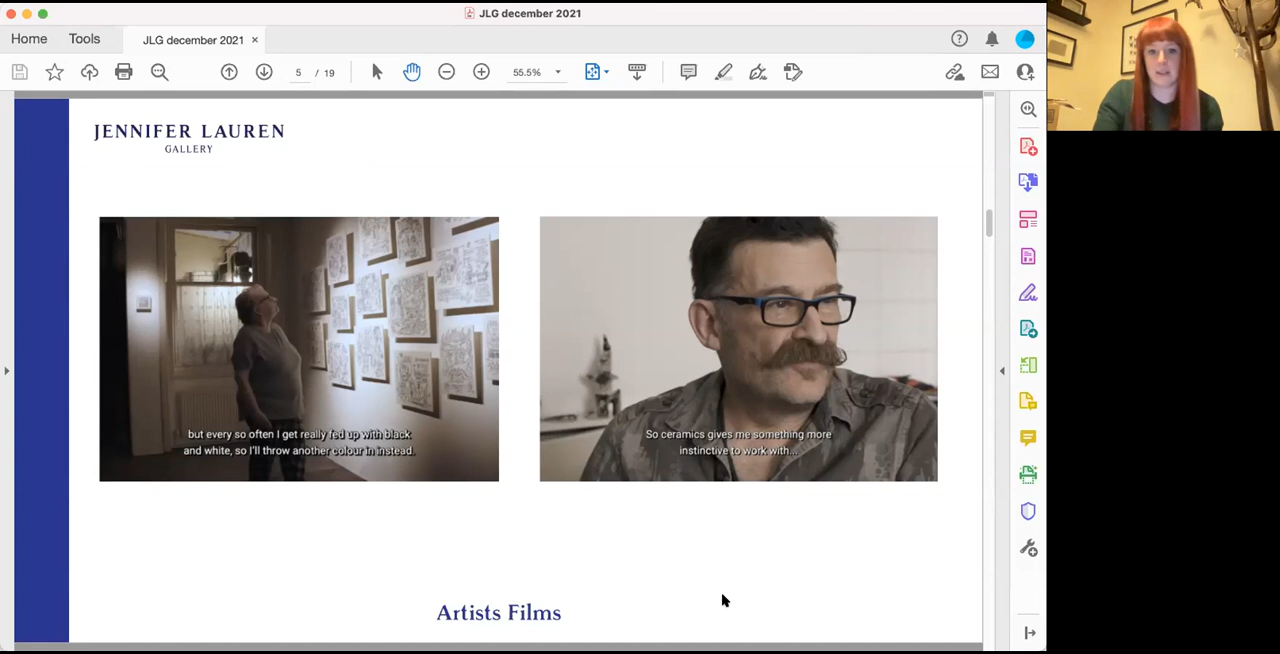 JLG december 2021
Home
Tools
JLG december 2021 ×
5 / 19
55.5%
JENNIFER LAUREN
GALLERY
but every so often I get really fed up with black
and white, so I'll throw another colour in instead.
So ceramics gives me something more
instinctive to work with...
Artists Films